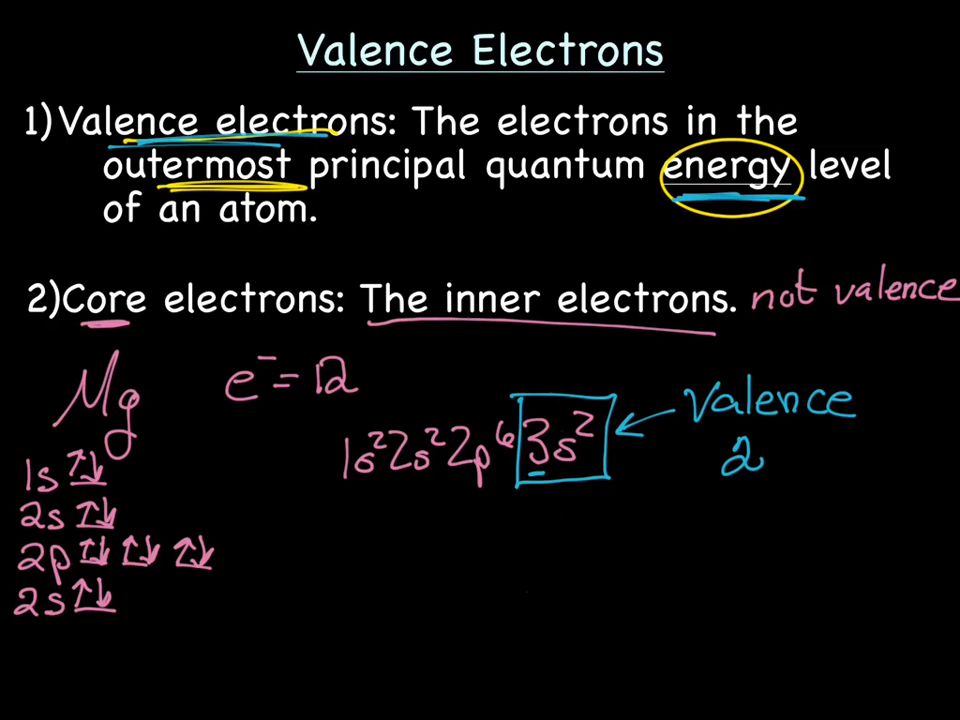 Valence Electrons
1) Valence electrons: The electrons in the
outermost principal quantum energy level
of an atom.
2) Core electrons: The inner electrons. not valence
Mg e⁻ = 12
1s²2s²2p⁶3s² ← Valence
2
1s ↑↓
2s ↑↓
2p ↑↓ ↑↓ ↑↓
2s ↑↓